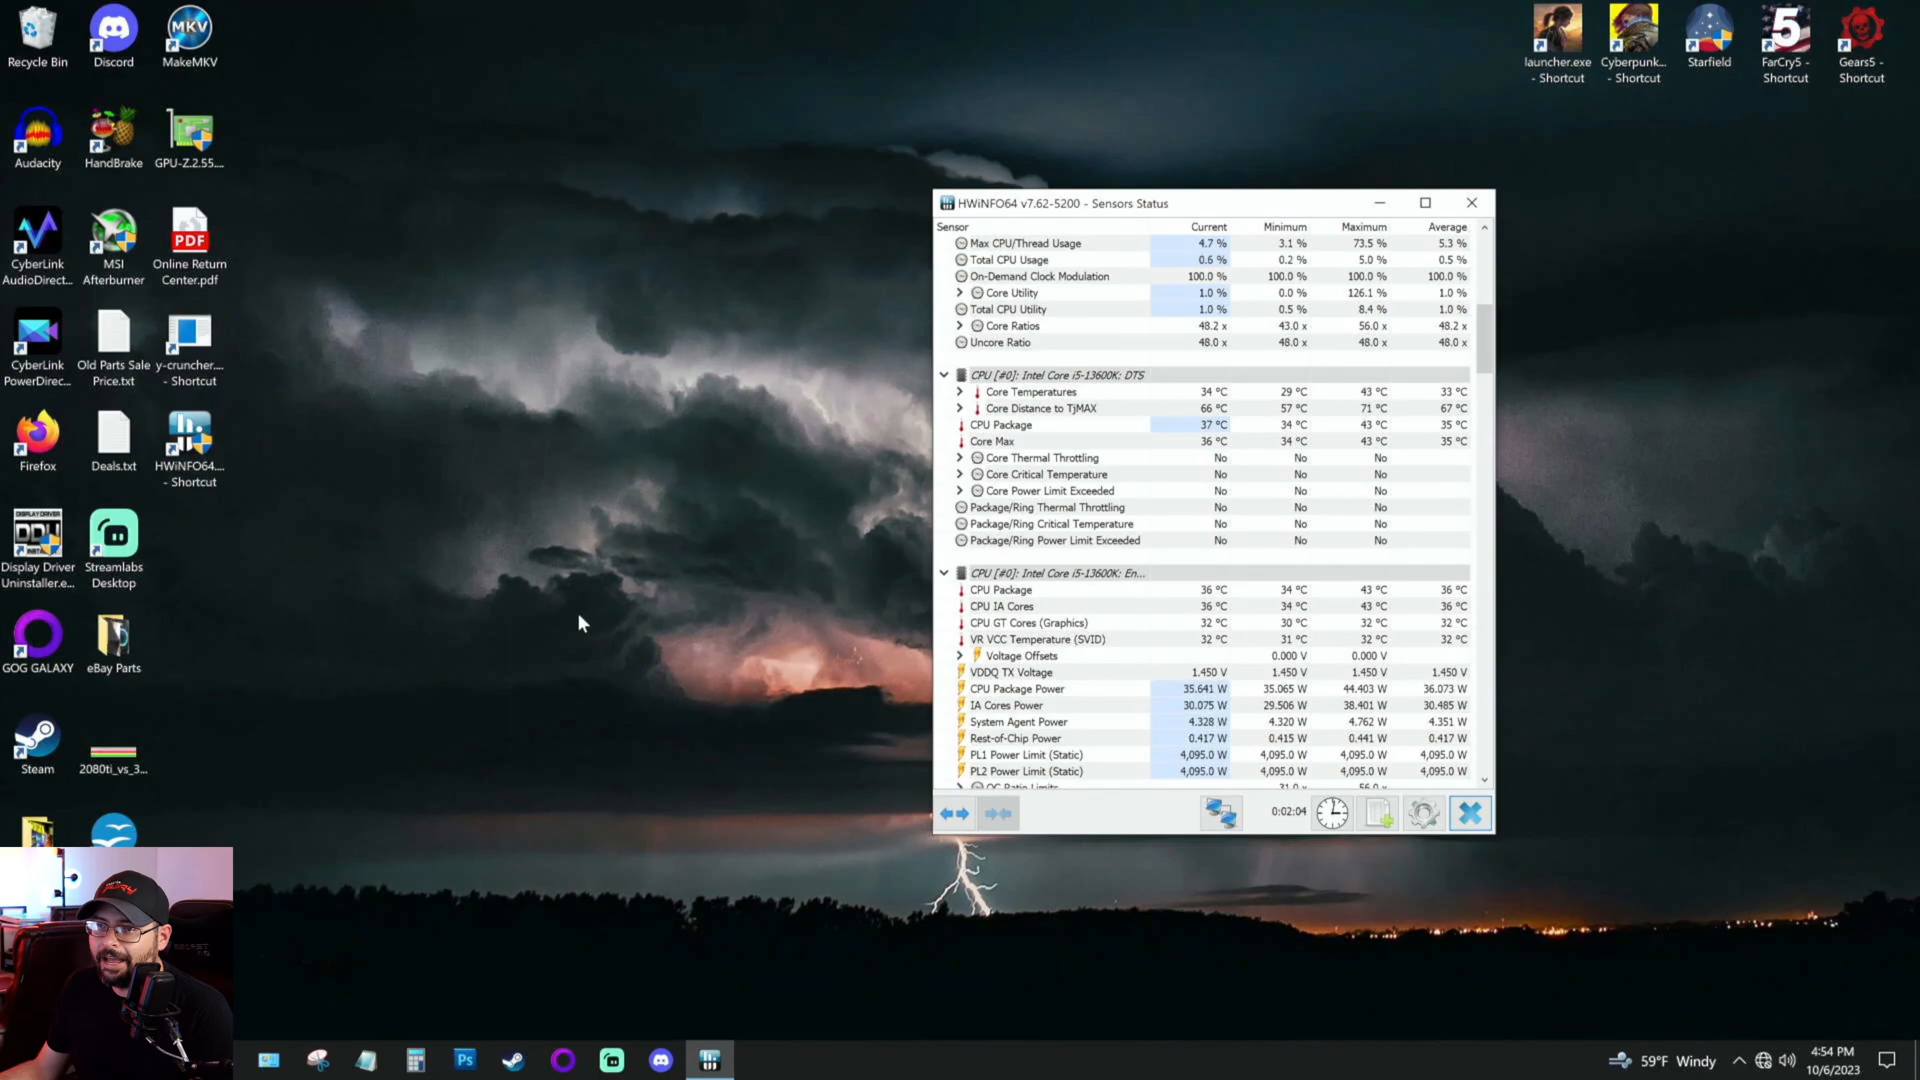 Recycle Bin
Discord
MakeMKV
Audacity
HandBrake
GPU-Z.2.55....
CyberLink
AudioDirect...
MSI
Afterburner
Online Return
Center.pdf
CyberLink
PowerDirec...
Old Parts Sale
Price.txt
y-cruncher....
- Shortcut
Firefox
Deals.txt
HWiNFO64....
- Shortcut
Display Driver
Uninstaller.e...
Streamlabs
Desktop
GOG GALAXY
eBay Parts
Steam
2080ti_vs_3...
launcher.exe
- Shortcut
Cyberpunk...
- Shortcut
Starfield
FarCry5 -
Shortcut
Gears5 -
Shortcut
MKV
PDF
5
HWiNFO64 v7.62-5200 - Sensors Status
Sensor Current Minimum Maximum Average
Max CPU/Thread Usage 4.7 % 3.1 % 73.5 % 5.3 %
Total CPU Usage 0.6 % 0.2 % 5.0 % 0.5 %
On-Demand Clock Modulation 100.0 % 100.0 % 100.0 % 100.0 %
Core Utility 1.0 % 0.0 % 126.1 % 1.0 %
Total CPU Utility 1.0 % 0.5 % 8.4 % 1.0 %
Core Ratios 48.2 x 43.0 x 56.0 x 48.2 x
Uncore Ratio 48.0 x 48.0 x 48.0 x 48.0 x
CPU [#0]: Intel Core i5-13600K: DTS
Core Temperatures 34 °C 29 °C 43 °C 33 °C
Core Distance to TjMAX 66 °C 57 °C 71 °C 67 °C
CPU Package 37 °C 34 °C 43 °C 35 °C
Core Max 36 °C 34 °C 43 °C 35 °C
Core Thermal Throttling No No No
Core Critical Temperature No No No
Core Power Limit Exceeded No No No
Package/Ring Thermal Throttling No No No
Package/Ring Critical Temperature No No No
Package/Ring Power Limit Exceeded No No No
CPU [#0]: Intel Core i5-13600K: En...
CPU Package 36 °C 34 °C 43 °C 36 °C
CPU IA Cores 36 °C 34 °C 43 °C 36 °C
CPU GT Cores (Graphics) 32 °C 30 °C 32 °C 32 °C
VR VCC Temperature (SVID) 32 °C 31 °C 32 °C 32 °C
Voltage Offsets 0.000 V 0.000 V
VDDQ TX Voltage 1.450 V 1.450 V 1.450 V 1.450 V
CPU Package Power 35.641 W 35.065 W 44.403 W 36.073 W
IA Cores Power 30.075 W 29.506 W 38.401 W 30.485 W
System Agent Power 4.328 W 4.320 W 4.762 W 4.351 W
Rest-of-Chip Power 0.417 W 0.415 W 0.441 W 0.417 W
PL1 Power Limit (Static) 4,095.0 W 4,095.0 W 4,095.0 W 4,095.0 W
PL2 Power Limit (Static) 4,095.0 W 4,095.0 W 4,095.0 W 4,095.0 W
OC Ratio Limits 31.0 x 56.0 x
0:02:04
Ps
59°F Windy
4:54 PM
10/6/2023